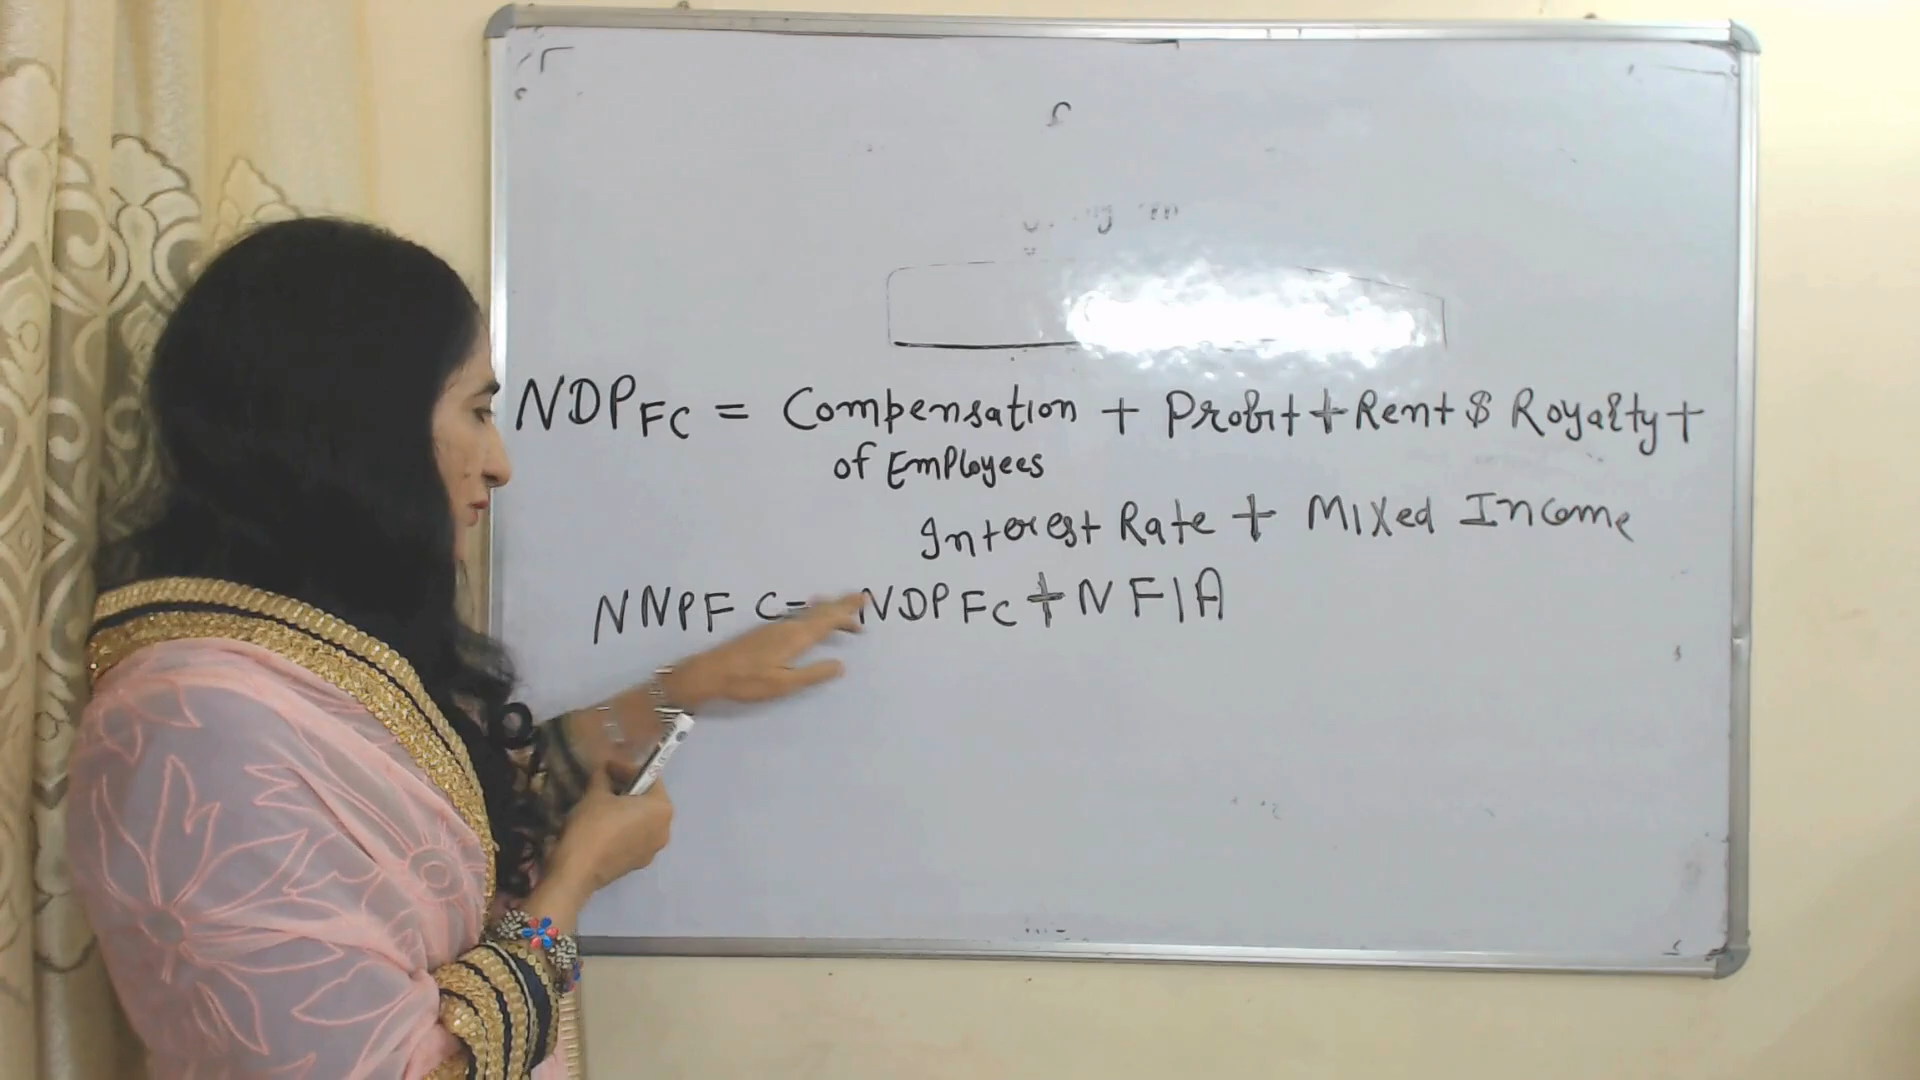 NDPFC = Compensation + Profit + Rent $ Royalty +
of Employees
Interest Rate + Mixed Income
NNPFC = NDPFC + NFIA